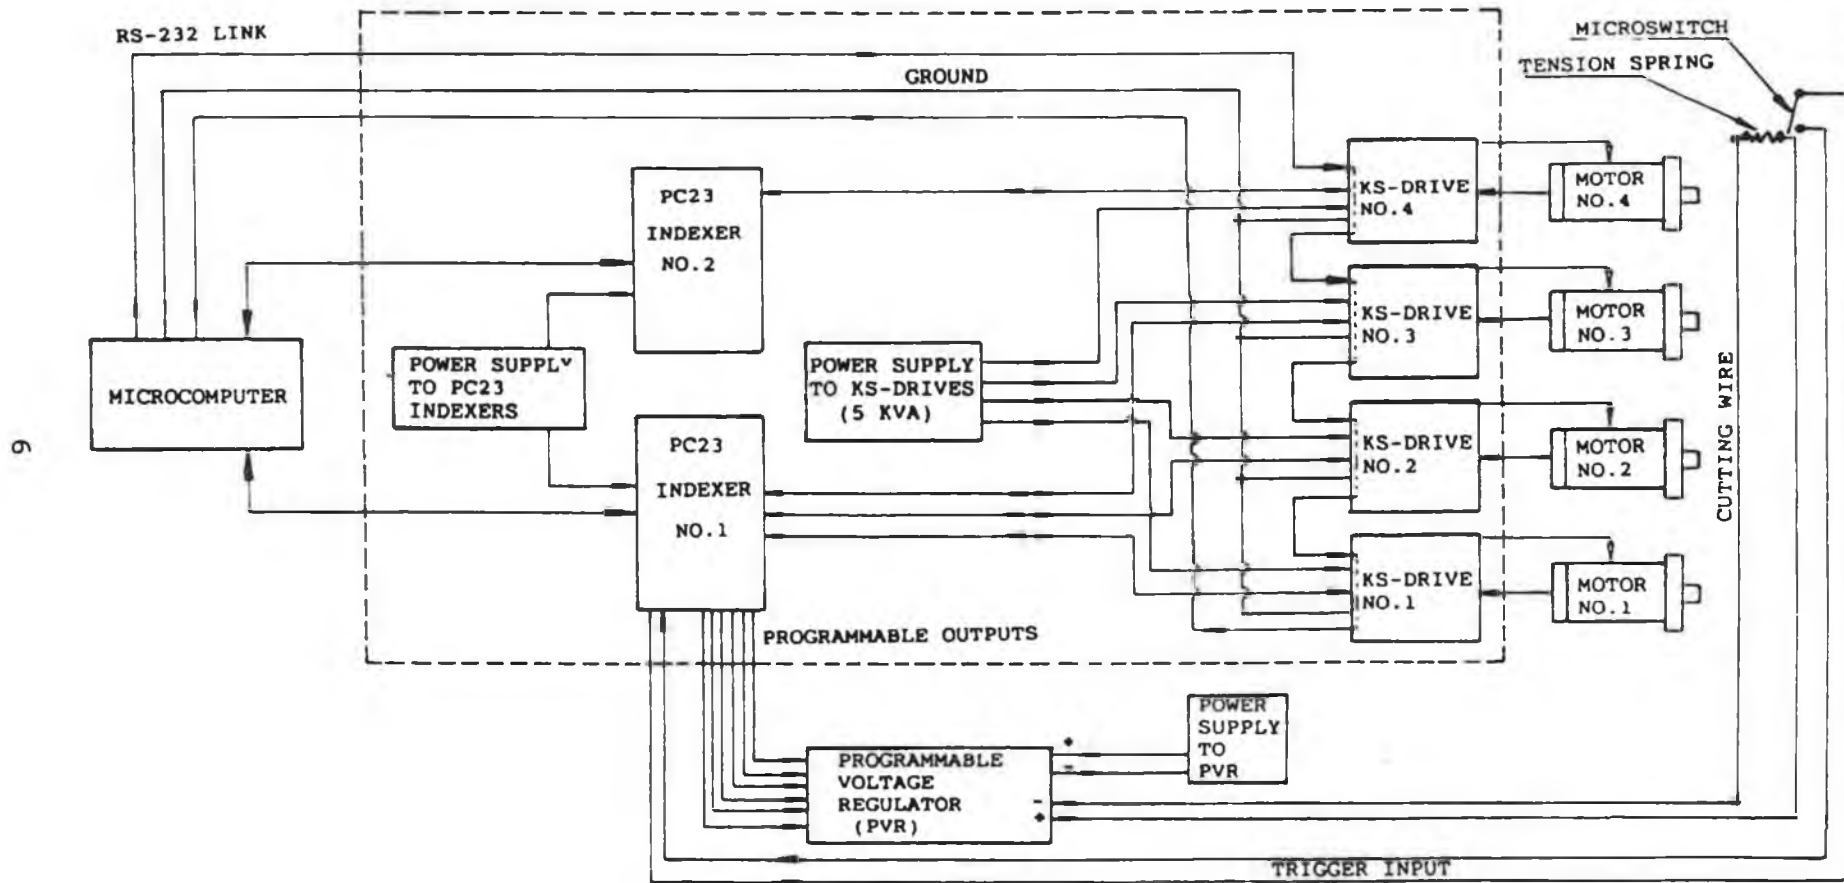 RS-232 LINK
GROUND
MICROSWITCH
TENSION SPRING
PC23
INDEXER
NO.2
KS-DRIVE
NO.4
MOTOR
NO.4
KS-DRIVE
NO.3
MOTOR
NO.3
MICROCOMPUTER
POWER SUPPLY
TO PC23
INDEXERS
POWER SUPPLY
TO KS-DRIVES
(5 KVA)
PC23
INDEXER
NO.1
KS-DRIVE
NO.2
MOTOR
NO.2
CUTTING WIRE
KS-DRIVE
NO.1
MOTOR
NO.1
PROGRAMMABLE OUTPUTS
POWER
SUPPLY
TO
PVR
+
=
PROGRAMMABLE
VOLTAGE
REGULATOR
(PVR)
-
+
TRIGGER INPUT
6